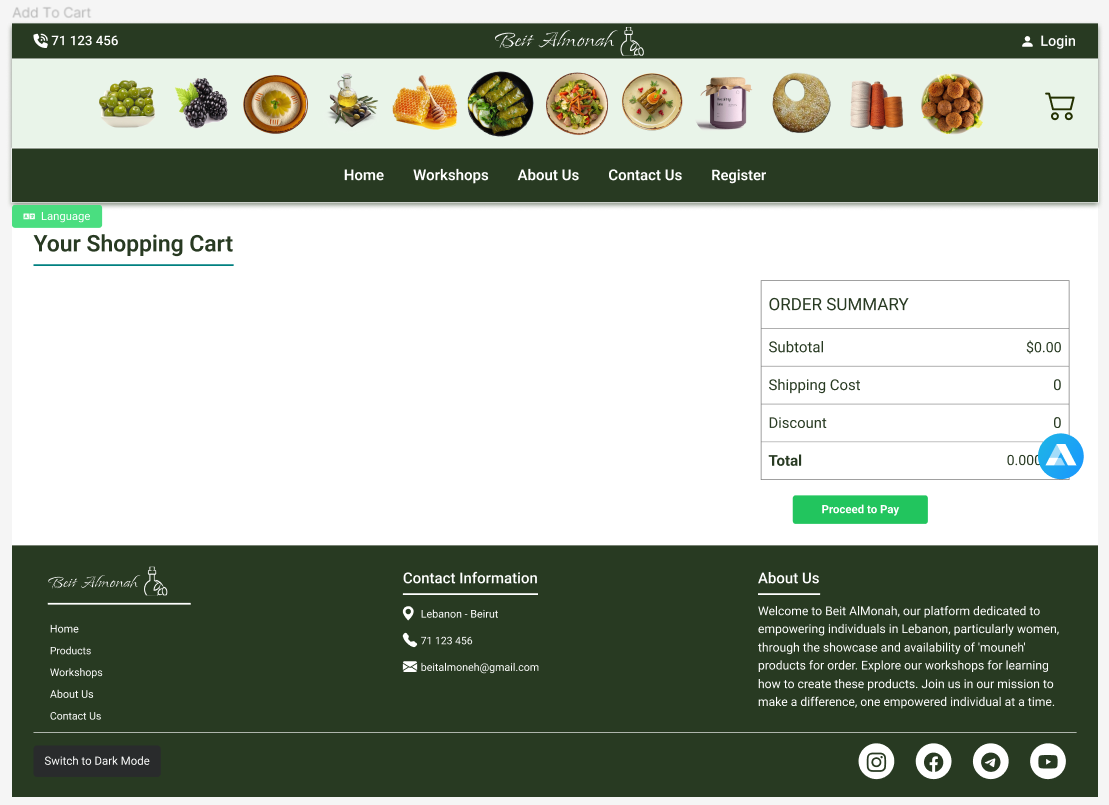 Add To Cart
71 123 456
Beit Almonah
Login
Home Workshops About Us Contact Us Register
Language
Your Shopping Cart
ORDER SUMMARY
Subtotal $0.00
Shipping Cost 0
Discount 0
Total 0.000
Proceed to Pay
Beit Almonah
Home
Products
Workshops
About Us
Contact Us
Contact Information
Lebanon - Beirut
71 123 456
beitalmoneh@gmail.com
About Us
Welcome to Beit AlMonah, our platform dedicated to
empowering individuals in Lebanon, particularly women,
through the showcase and availability of 'mouneh'
products for order. Explore our workshops for learning
how to create these products. Join us in our mission to
make a difference, one empowered individual at a time.
Switch to Dark Mode